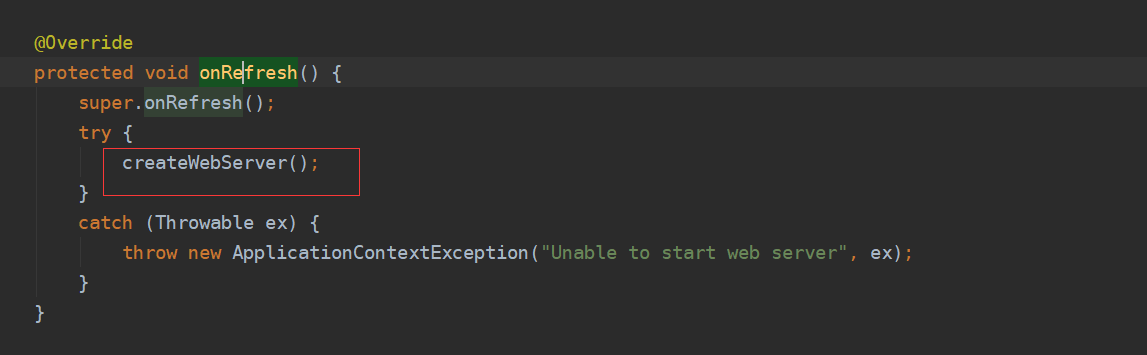 @Override
protected void onRefresh() {
super.onRefresh();
try {
createWebServer();
}
catch (Throwable ex) {
throw new ApplicationContextException("Unable to start web server", ex);
}
}